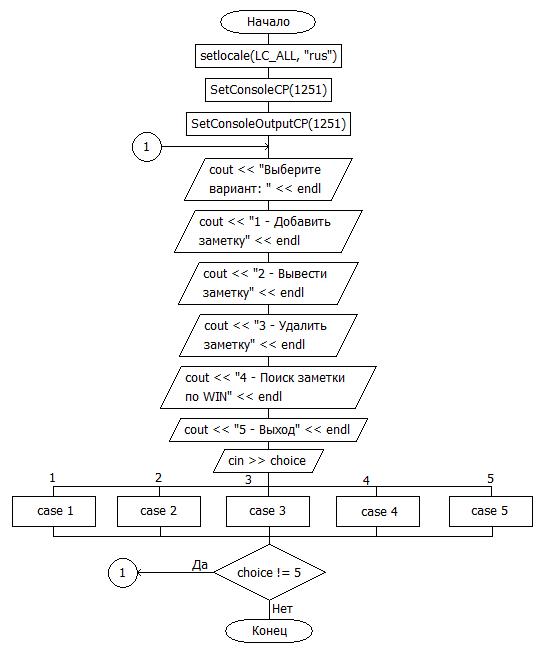 Начало
setlocale(LC_ALL, "rus")
SetConsoleCP(1251)
SetConsoleOutputCP(1251)
1
cout << "Выберите
вариант: " << endl
cout << "1 - Добавить
заметку" << endl
cout << "2 - Вывести
заметку" << endl
cout << "3 - Удалить
заметку" << endl
cout << "4 - Поиск заметки
по WIN" << endl
cout << "5 - Выход" << endl
cin >> choice
1 2 3 4 5
case 1 case 2 case 3 case 4 case 5
1 Да choice != 5
Нет
Конец